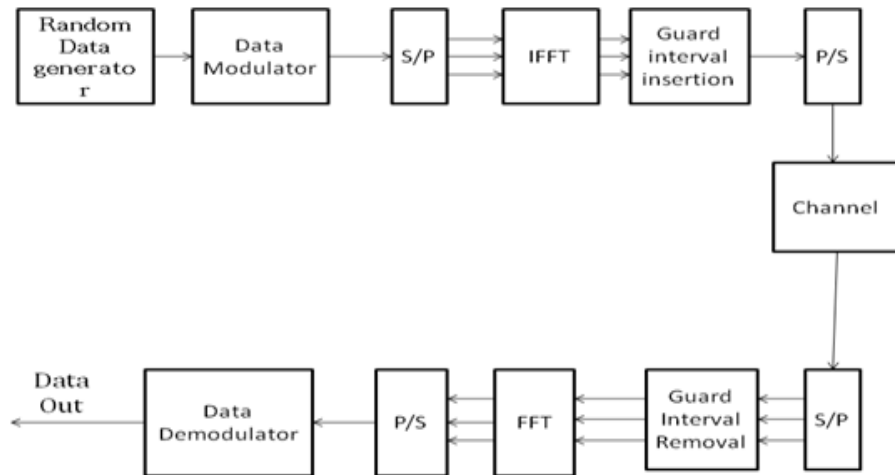 Random
Data
generato
r
Data
Modulator
S/P
IFFT
Guard
interval
insertion
P/S
Channel
Data
Out
Data
Demodulator
P/S
FFT
Guard
Interval
Removal
S/P